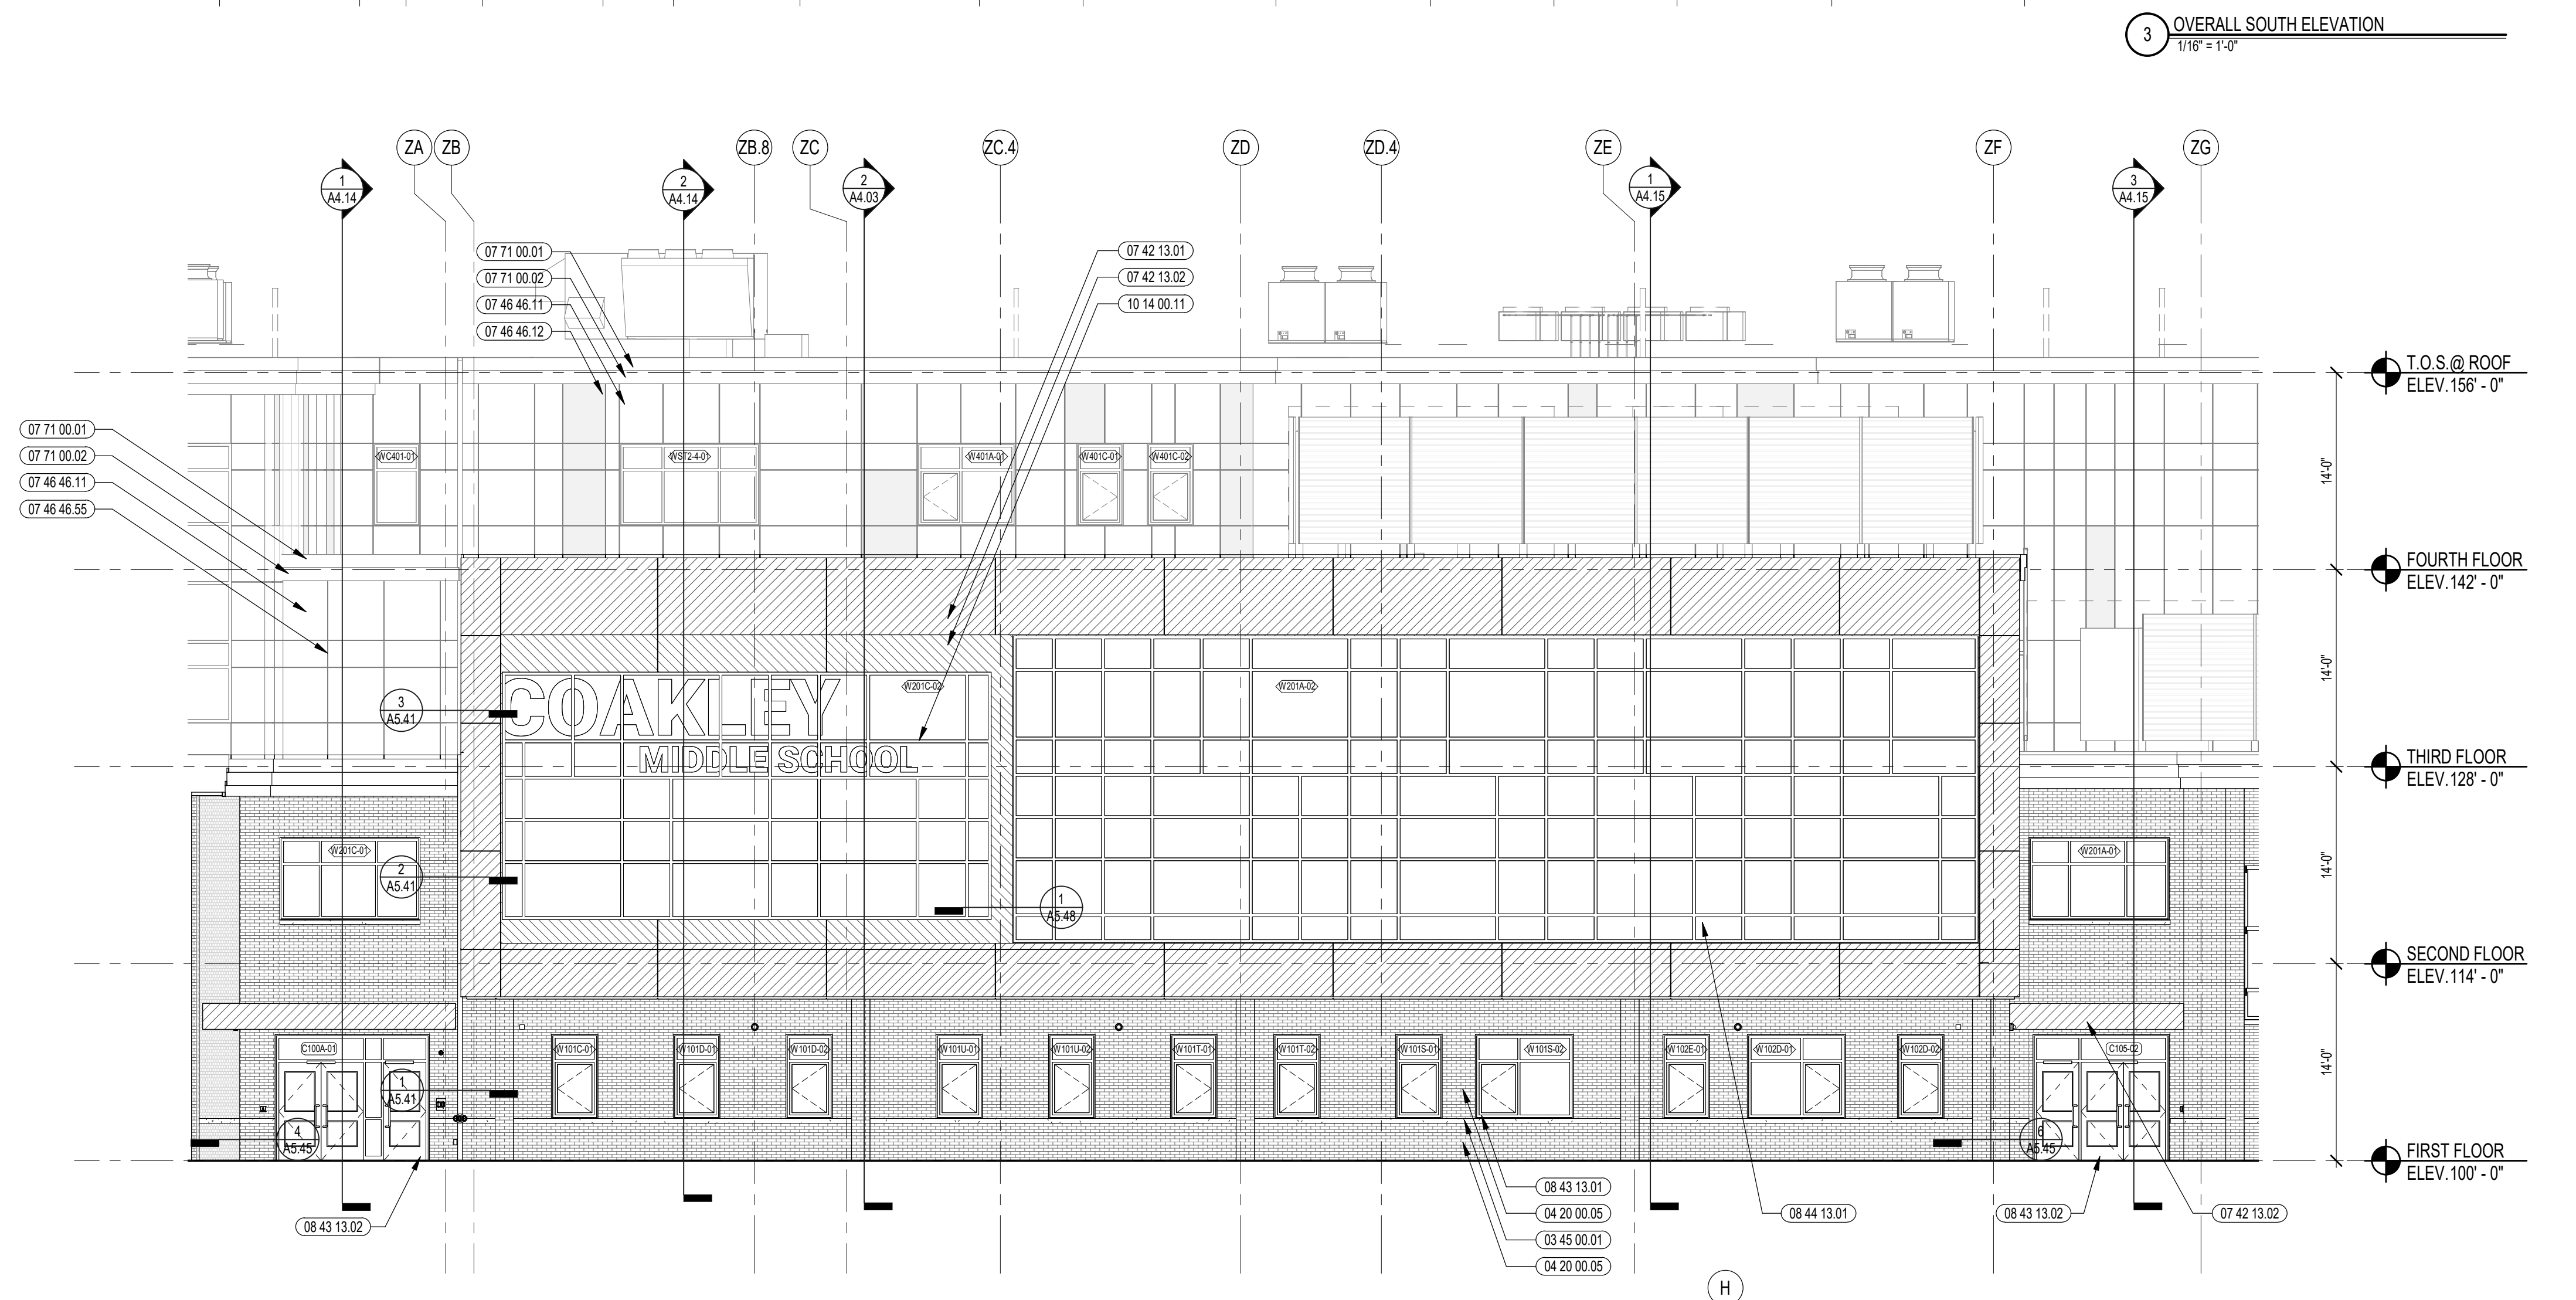 3
OVERALL SOUTH ELEVATION
1/16" = 1'-0"
ZA
ZB
ZB.8
ZC
ZC.4
ZD
ZD.4
ZE
ZF
ZG
1
A4.14
2
A4.14
2
A4.03
1
A4.15
3
A4.15
07 71 00.01
07 71 00.02
07 46 46.11
07 46 46.12
07 42 13.01
07 42 13.02
10 14 00.11
T.O.S.@ ROOF
ELEV.156' - 0"
07 71 00.01
07 71 00.02
07 46 46.11
07 46 46.55
WC401-01
WST2-4-01
W401A-01
W401C-01
W401C-02
14'-0"
FOURTH FLOOR
ELEV.142' - 0"
14'-0"
3
A5.41
COAKLEY
MIDDLE SCHOOL
W201C-02
W201A-02
THIRD FLOOR
ELEV.128' - 0"
W201C-01
2
A5.41
1
A5.48
W201A-01
14'-0"
SECOND FLOOR
ELEV.114' - 0"
C100A-01
W101C-01
W101D-01
W101D-02
W101U-01
W101U-02
W101T-01
W101T-02
W101S-01
W101S-02
W102E-01
W102D-01
W102D-02
C105-02
14'-0"
1
A5.41
4
A5.45
6
A5.45
FIRST FLOOR
ELEV.100' - 0"
08 43 13.02
08 43 13.01
04 20 00.05
03 45 00.01
04 20 00.05
08 44 13.01
08 43 13.02
07 42 13.02
H